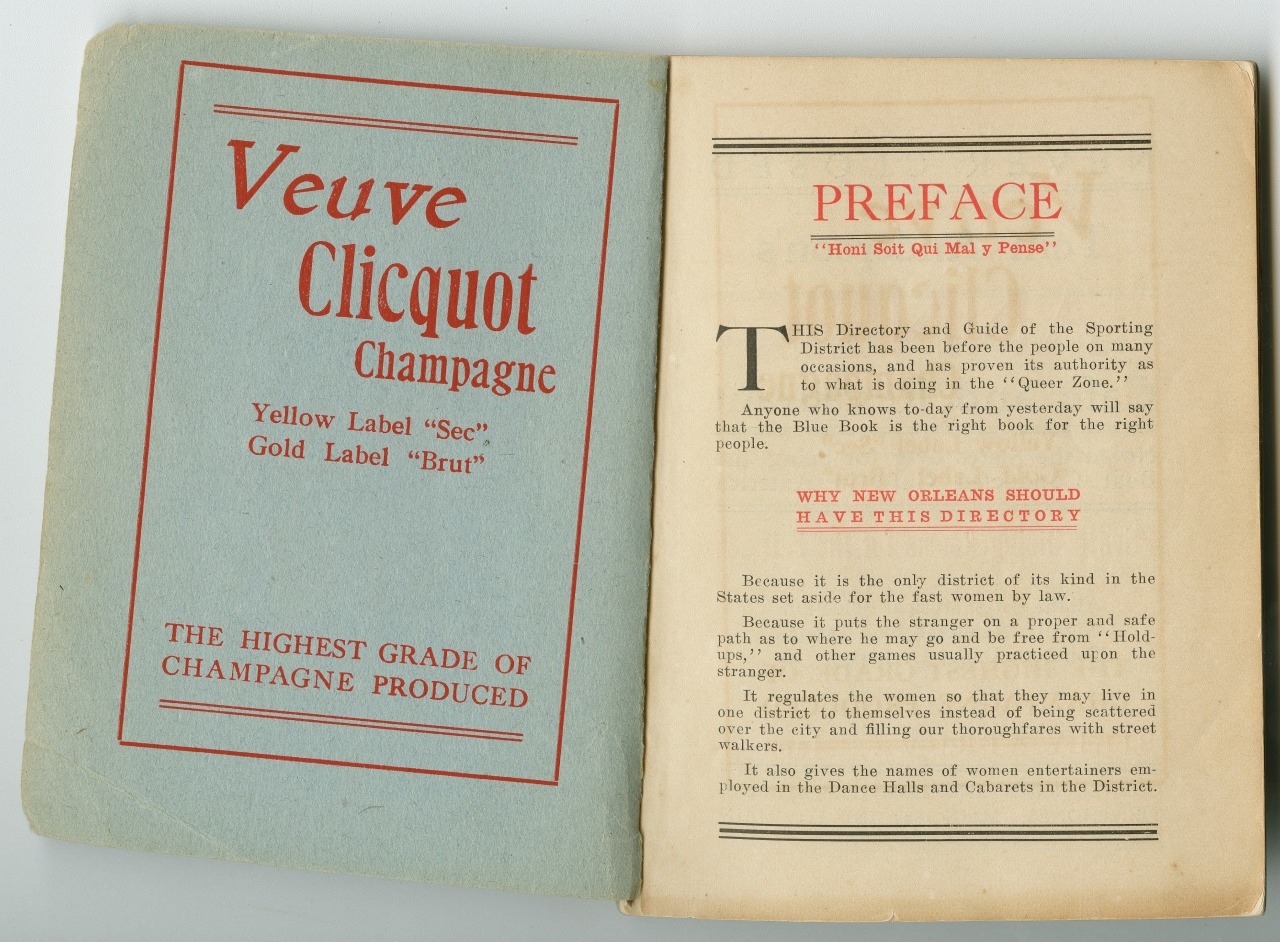 Veuve
Clicquot
Champagne
Yellow Label “Sec”
Gold Label “Brut”
THE HIGHEST GRADE OF
CHAMPAGNE PRODUCED
PREFACE
‘‘Honi Soit Qui Mal y Pense’’
THIS Directory and Guide of the Sporting
District has been before the people on many
occasions, and has proven its authority as
to what is doing in the ‘‘Queer Zone.’’
Anyone who knows to-day from yesterday will say
that the Blue Book is the right book for the right
people.
WHY NEW ORLEANS SHOULD
HAVE THIS DIRECTORY
Because it is the only district of its kind in the
States set aside for the fast women by law.
Because it puts the stranger on a proper and safe
path as to where he may go and be free from ‘‘Hold-
ups,’’ and other games usually practiced upon the
stranger.
It regulates the women so that they may live in
one district to themselves instead of being scattered
over the city and filling our thoroughfares with street
walkers.
It also gives the names of women entertainers em-
ployed in the Dance Halls and Cabarets in the District.